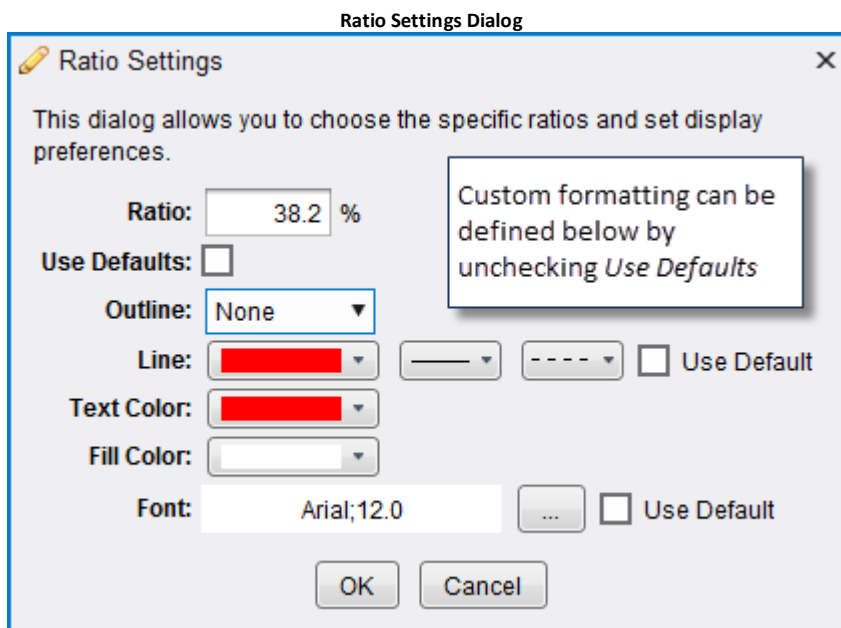 Ratio Settings Dialog
Ratio Settings
This dialog allows you to choose the specific ratios and set display
preferences.
Custom formatting can be
defined below by
unchecking Use Defaults
Ratio: 38.2 %
Use Defaults:
Outline: None
Line: Use Default
Text Color:
Fill Color:
Font: Arial;12.0 ... Use Default
OK Cancel